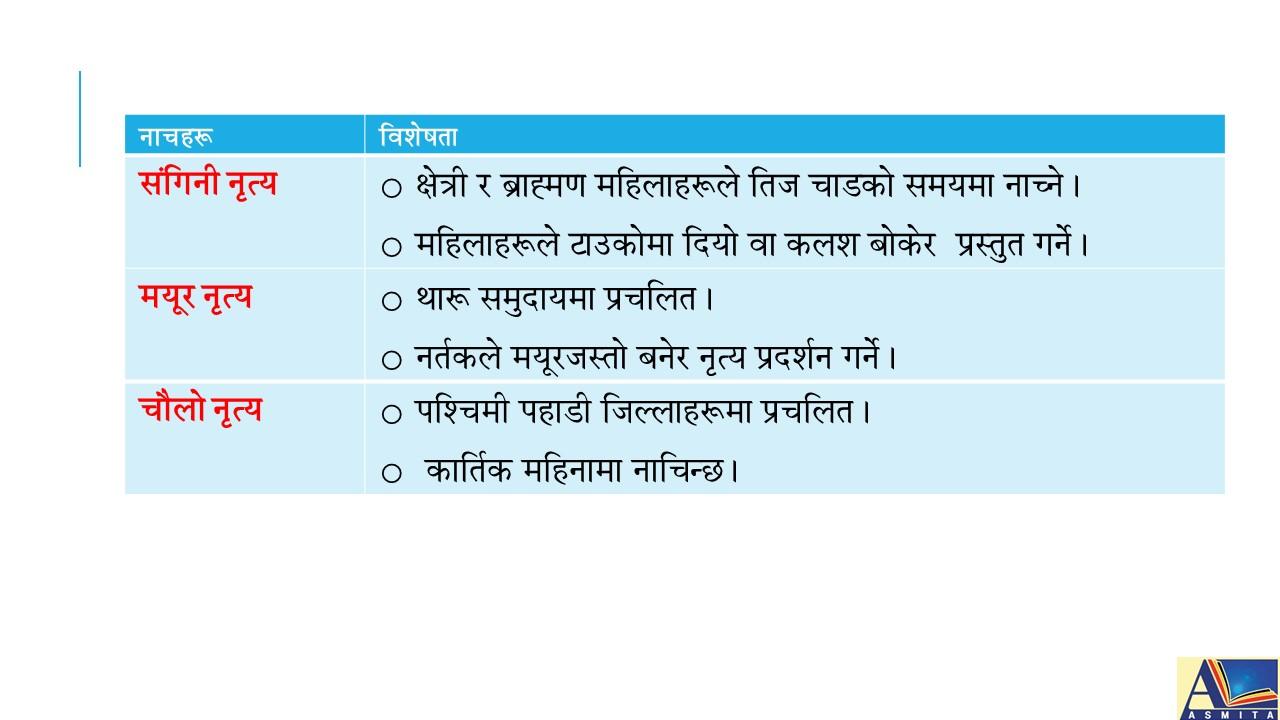 नाचहरू विशेषता
संगिनी नृत्य ○ क्षेत्री र ब्राह्मण महिलाहरूले तिज चाडको समयमा नाच्ने।
○ महिलाहरूले टाउकोमा दियो वा कलश बोकेर प्रस्तुत गर्ने।
मयूर नृत्य ○ थारू समुदायमा प्रचलित।
○ नर्तकले मयूरजस्तो बनेर नृत्य प्रदर्शन गर्ने।
चौलो नृत्य ○ पश्चिमी पहाडी जिल्लाहरूमा प्रचलित।
○ कार्तिक महिनामा नाचिन्छ।
ASMITA